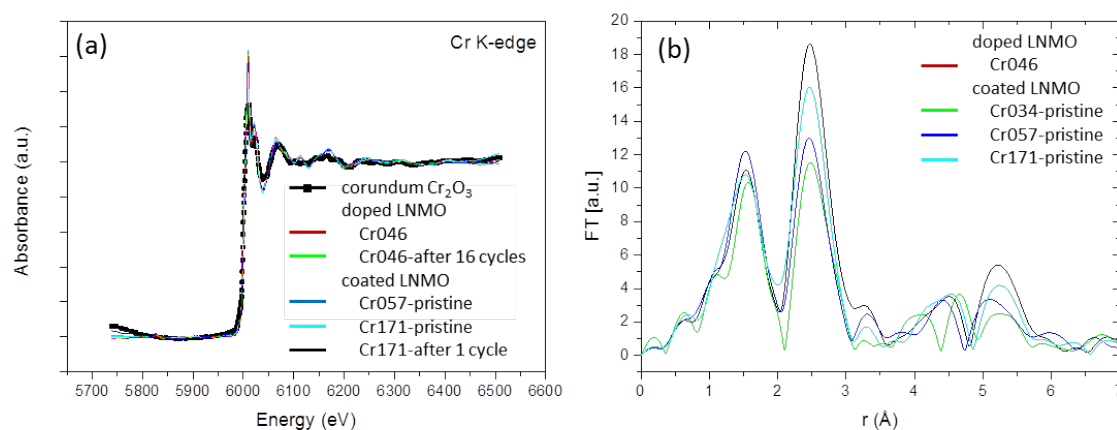 (a)
Cr K-edge
Absorbance (a.u.)
corundum Cr₂O₃
doped LNMO
Cr046
Cr046-after 16 cycles
coated LNMO
Cr057-pristine
Cr171-pristine
Cr171-after 1 cycle
5700 5800 5900 6000 6100 6200 6300 6400 6500 6600
Energy (eV)
(b)
doped LNMO
Cr046
coated LNMO
Cr034-pristine
Cr057-pristine
Cr171-pristine
FT [a.u.]
20
18
16
14
12
10
8
6
4
2
0
0 1 2 3 4 5 6 7
r (Å)